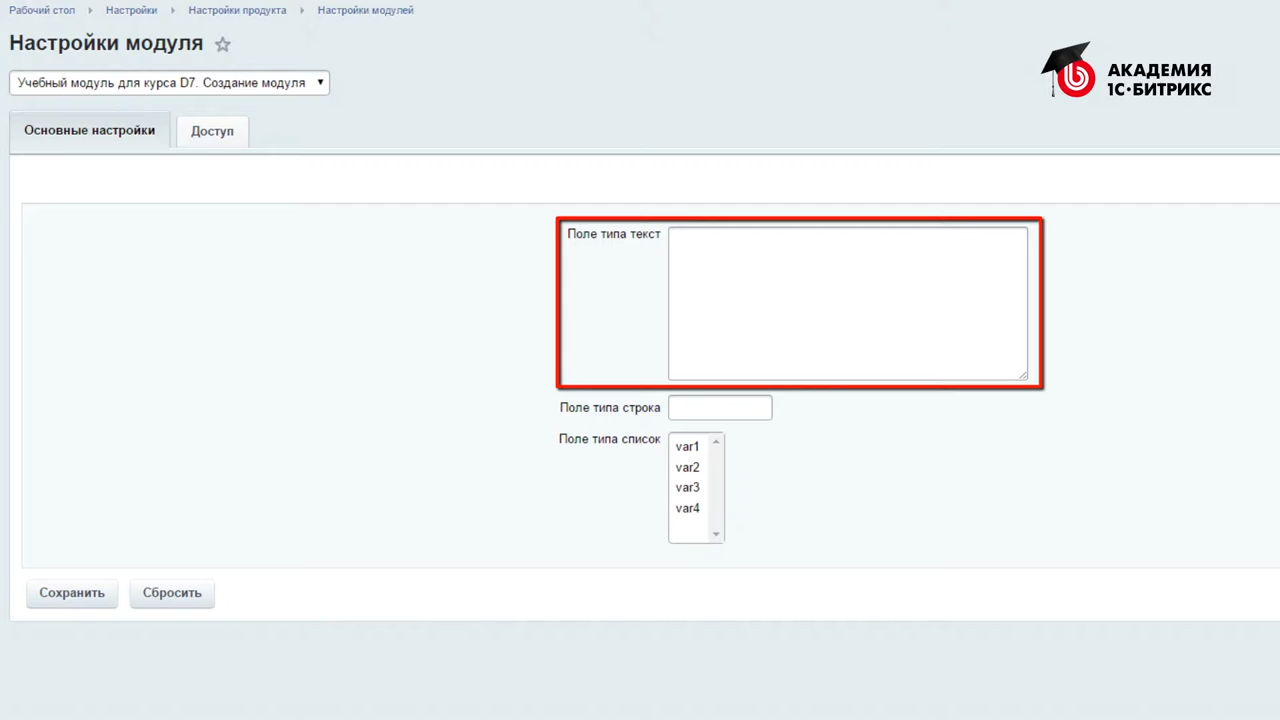 Рабочий стол Настройки Настройки продукта Настройки модулей
Настройки модуля
Учебный модуль для курса D7. Создание модуля
АКАДЕМИЯ
1С•БИТРИКС
Основные настройки Доступ
Поле типа текст
Поле типа строка
Поле типа список
var1
var2
var3
var4
Сохранить Сбросить